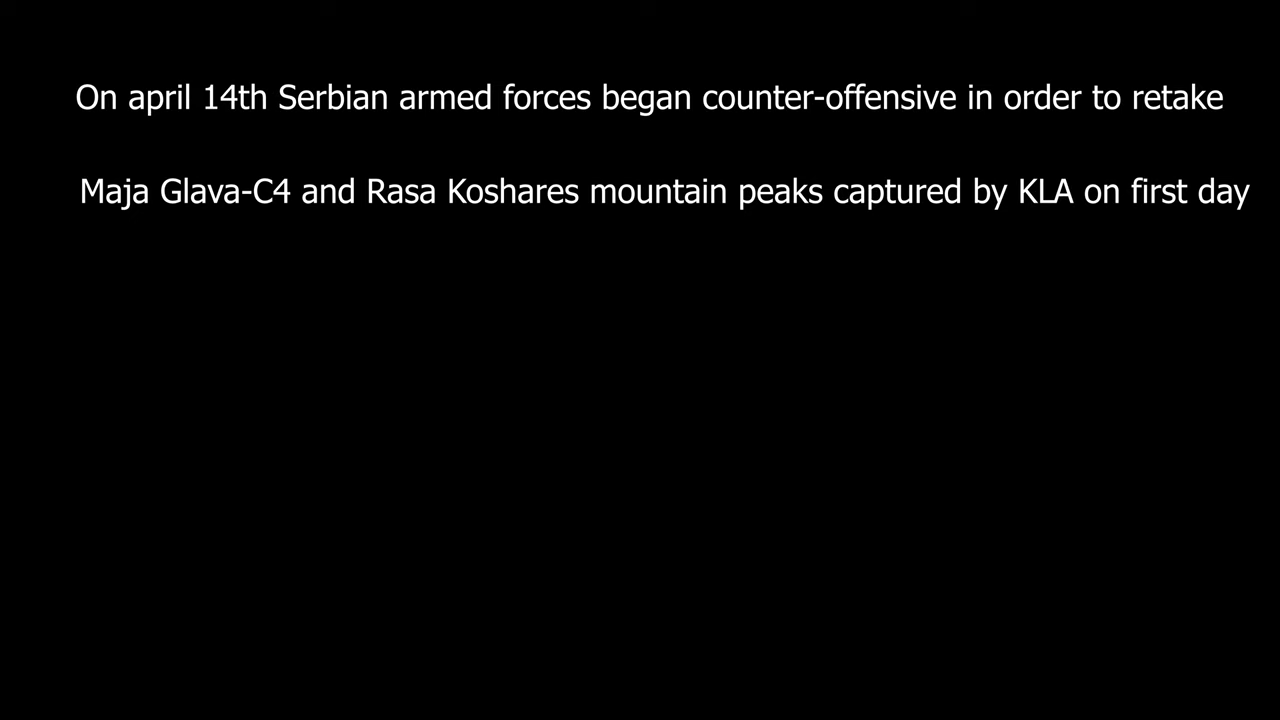 On april 14th Serbian armed forces began counter-offensive in order to retake
Maja Glava-C4 and Rasa Koshares mountain peaks captured by KLA on first day